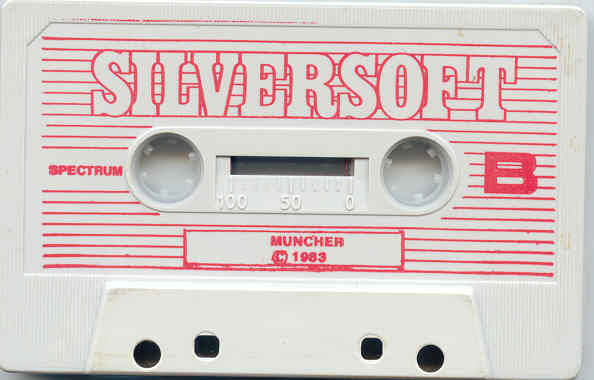 SILVERSOFT
SPECTRUM
B
100 50 0
MUNCHER
© 1983